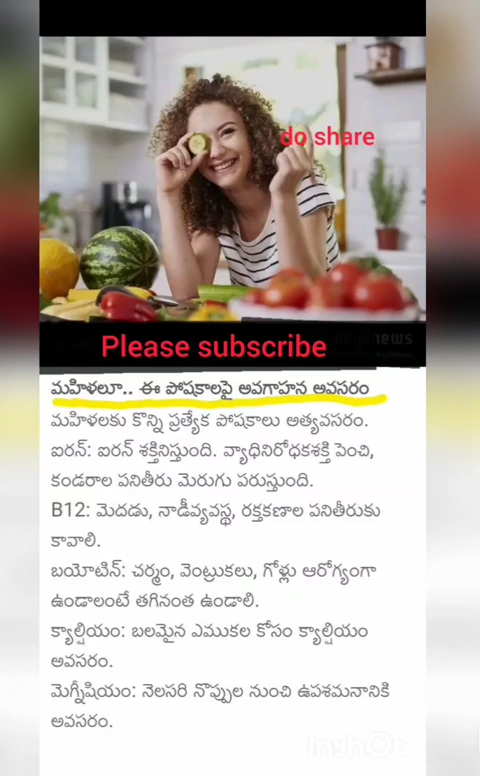 do share
news
Please subscribe
మహిళలూ.. ఈ పోషకాలపై అవగాహన అవసరం
మహిళలకు కొన్ని ప్రత్యేక పోషకాలు అత్యవసరం.
ఐరన్: ఐరన్ శక్తినిస్తుంది. వ్యాధినిరోధకశక్తి పెంచి,
కండరాల పనితీరు మెరుగు పరుస్తుంది.
B12: మెదడు, నాడీవ్యవస్థ, రక్తకణాల పనితీరుకు
కావాలి.
బయోటిన్: చర్మం, వెంట్రుకలు, గోళ్లు ఆరోగ్యంగా
ఉండాలంటే తగినంత ఉండాలి.
క్యాల్షియం: బలమైన ఎముకల కోసం క్యాల్షియం
అవసరం.
మెగ్నీషియం: నెలసరి నొప్పుల నుంచి ఉపశమనానికి
అవసరం.
InShOt